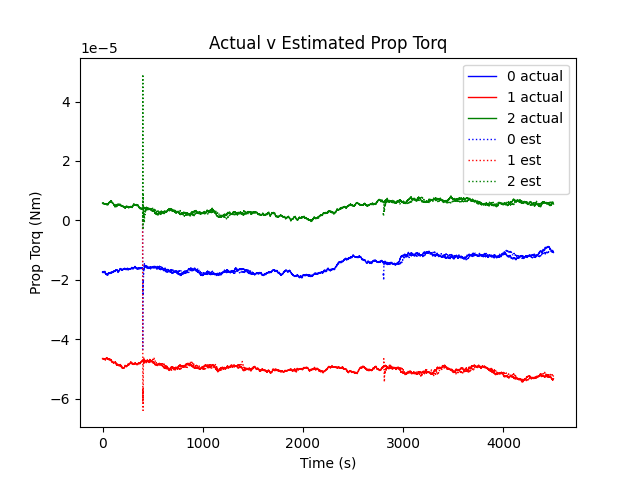 Actual v Estimated Prop Torq
1e−5
4
2
0
−2
−4
−6
Prop Torq (Nm)
0 actual
1 actual
2 actual
0 est
1 est
2 est
0 1000 2000 3000 4000
Time (s)